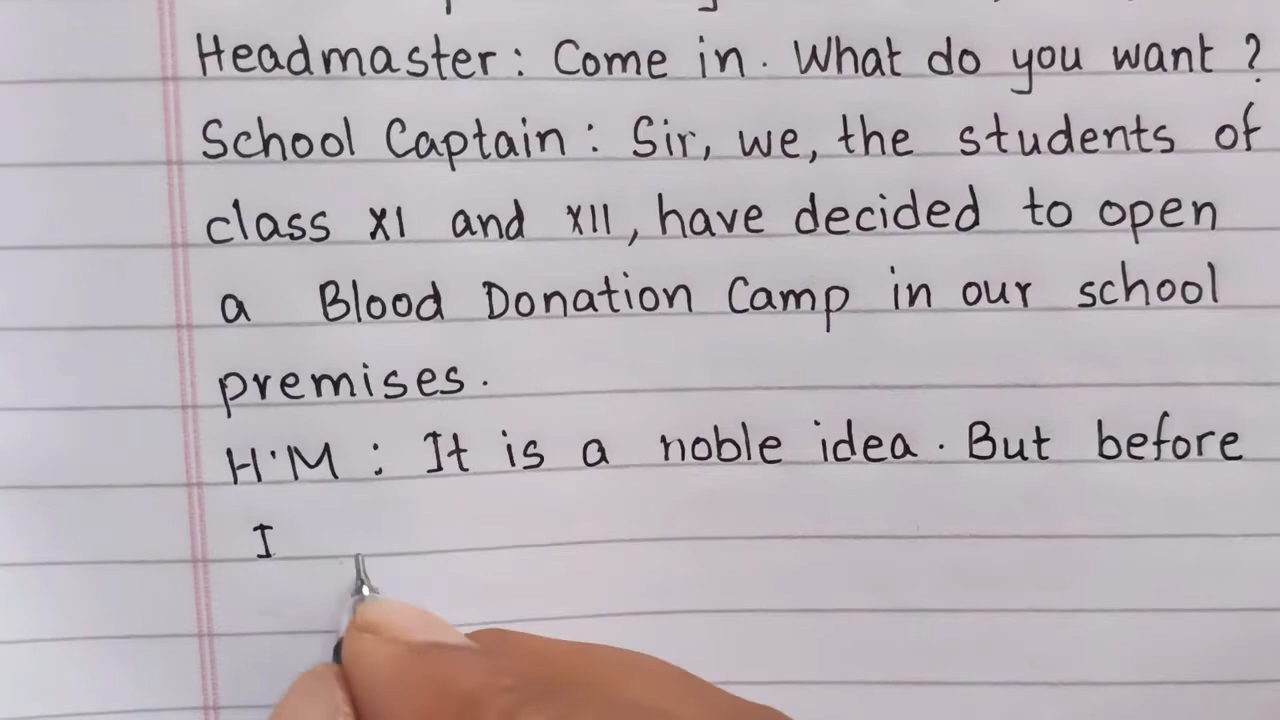 Headmaster : Come in. What do you want ?
School Captain : Sir, we, the students of
class XI and XII, have decided to open
a Blood Donation Camp in our school
premises.
H.M : It is a noble idea. But before
I